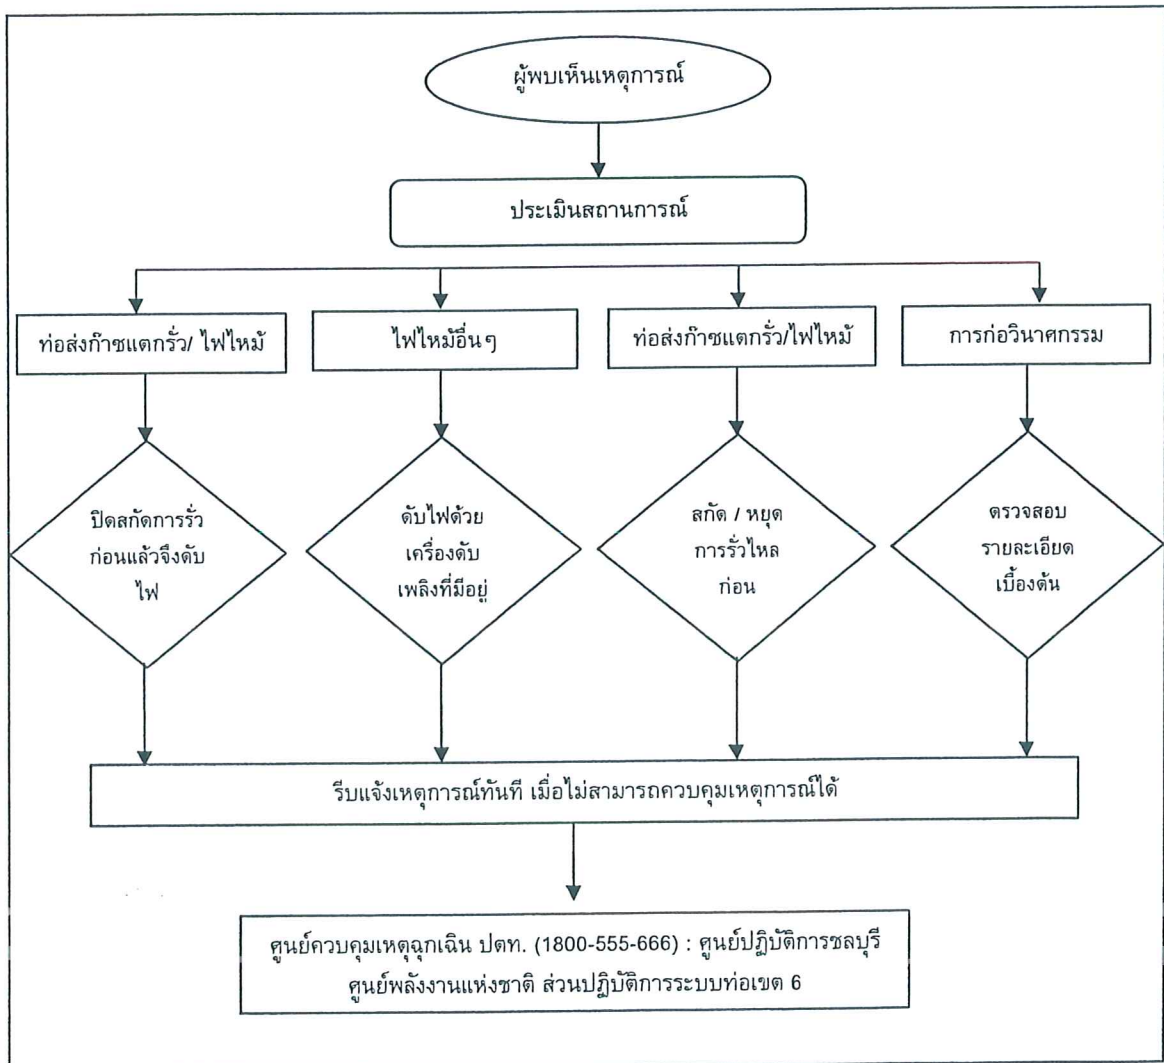 ผู้พบเห็นเหตุการณ์
ประเมินสถานการณ์
ท่อส่งก๊าซแตกรั่ว/ ไฟไหม้
ไฟไหม้อื่นๆ
ท่อส่งก๊าซแตกรั่ว/ไฟไหม้
การก่อวินาศกรรม
ปิดสกัดการรั่ว
ก่อนแล้วจึงดับ
ไฟ
ดับไฟด้วย
เครื่องดับ
เพลิงที่มีอยู่
สกัด / หยุด
การรั่วไหล
ก่อน
ตรวจสอบ
รายละเอียด
เบื้องต้น
รีบแจ้งเหตุการณ์ทันที เมื่อไม่สามารถควบคุมเหตุการณ์ได้
ศูนย์ควบคุมเหตุฉุกเฉิน ปตท. (1800-555-666) : ศูนย์ปฏิบัติการชลบุรี
ศูนย์พลังงานแห่งชาติ ส่วนปฏิบัติการระบบท่อเขต 6